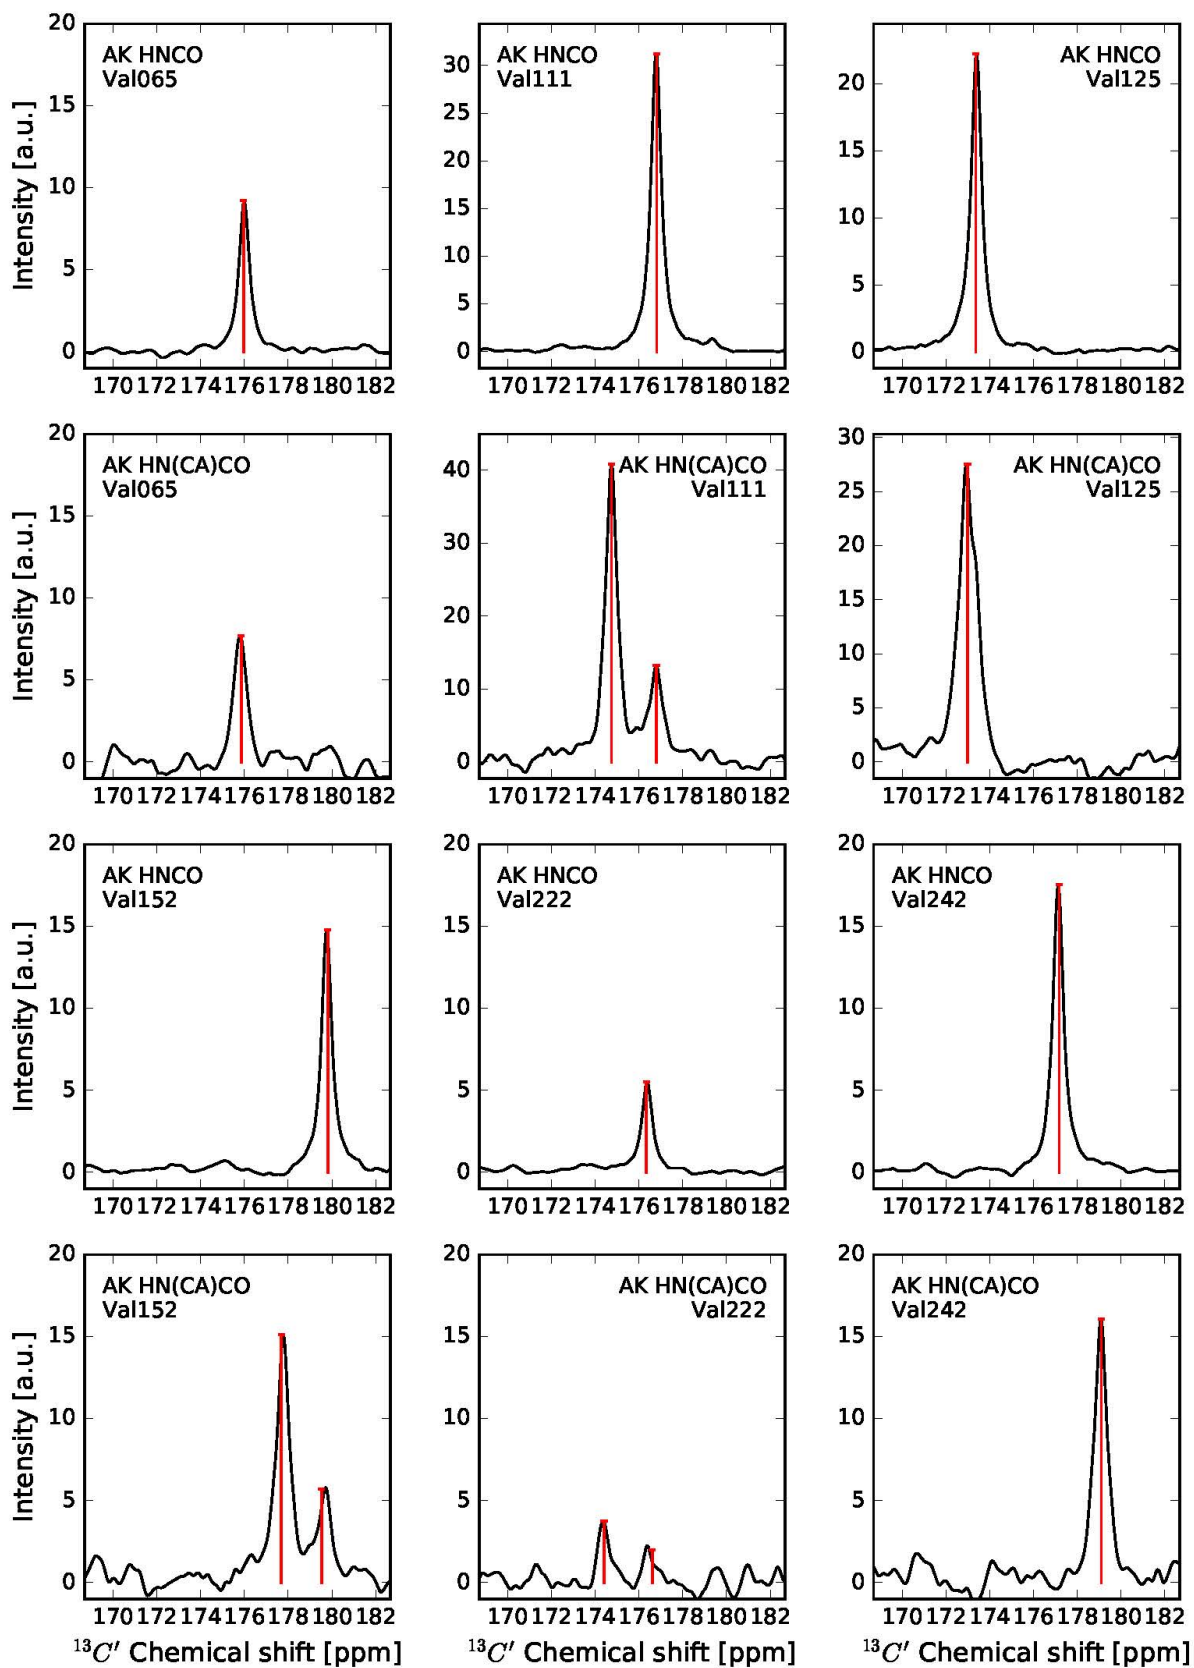 AK HNCO
Val065
Intensity [a.u.]
20
15
10
5
0
170 172 174 176 178 180 182
AK HNCO
Val111
30
25
20
15
10
5
0
170 172 174 176 178 180 182
AK HNCO
Val125
20
15
10
5
0
170 172 174 176 178 180 182
AK HN(CA)CO
Val065
Intensity [a.u.]
20
15
10
5
0
170 172 174 176 178 180 182
AK HN(CA)CO
Val111
40
30
20
10
0
170 172 174 176 178 180 182
AK HN(CA)CO
Val125
30
25
20
15
10
5
0
170 172 174 176 178 180 182
AK HNCO
Val152
Intensity [a.u.]
20
15
10
5
0
170 172 174 176 178 180 182
AK HNCO
Val222
20
15
10
5
0
170 172 174 176 178 180 182
AK HNCO
Val242
20
15
10
5
0
170 172 174 176 178 180 182
AK HN(CA)CO
Val152
Intensity [a.u.]
20
15
10
5
0
170 172 174 176 178 180 182
¹³C′ Chemical shift [ppm]
AK HN(CA)CO
Val222
20
15
10
5
0
170 172 174 176 178 180 182
¹³C′ Chemical shift [ppm]
AK HN(CA)CO
Val242
20
15
10
5
0
170 172 174 176 178 180 182
¹³C′ Chemical shift [ppm]